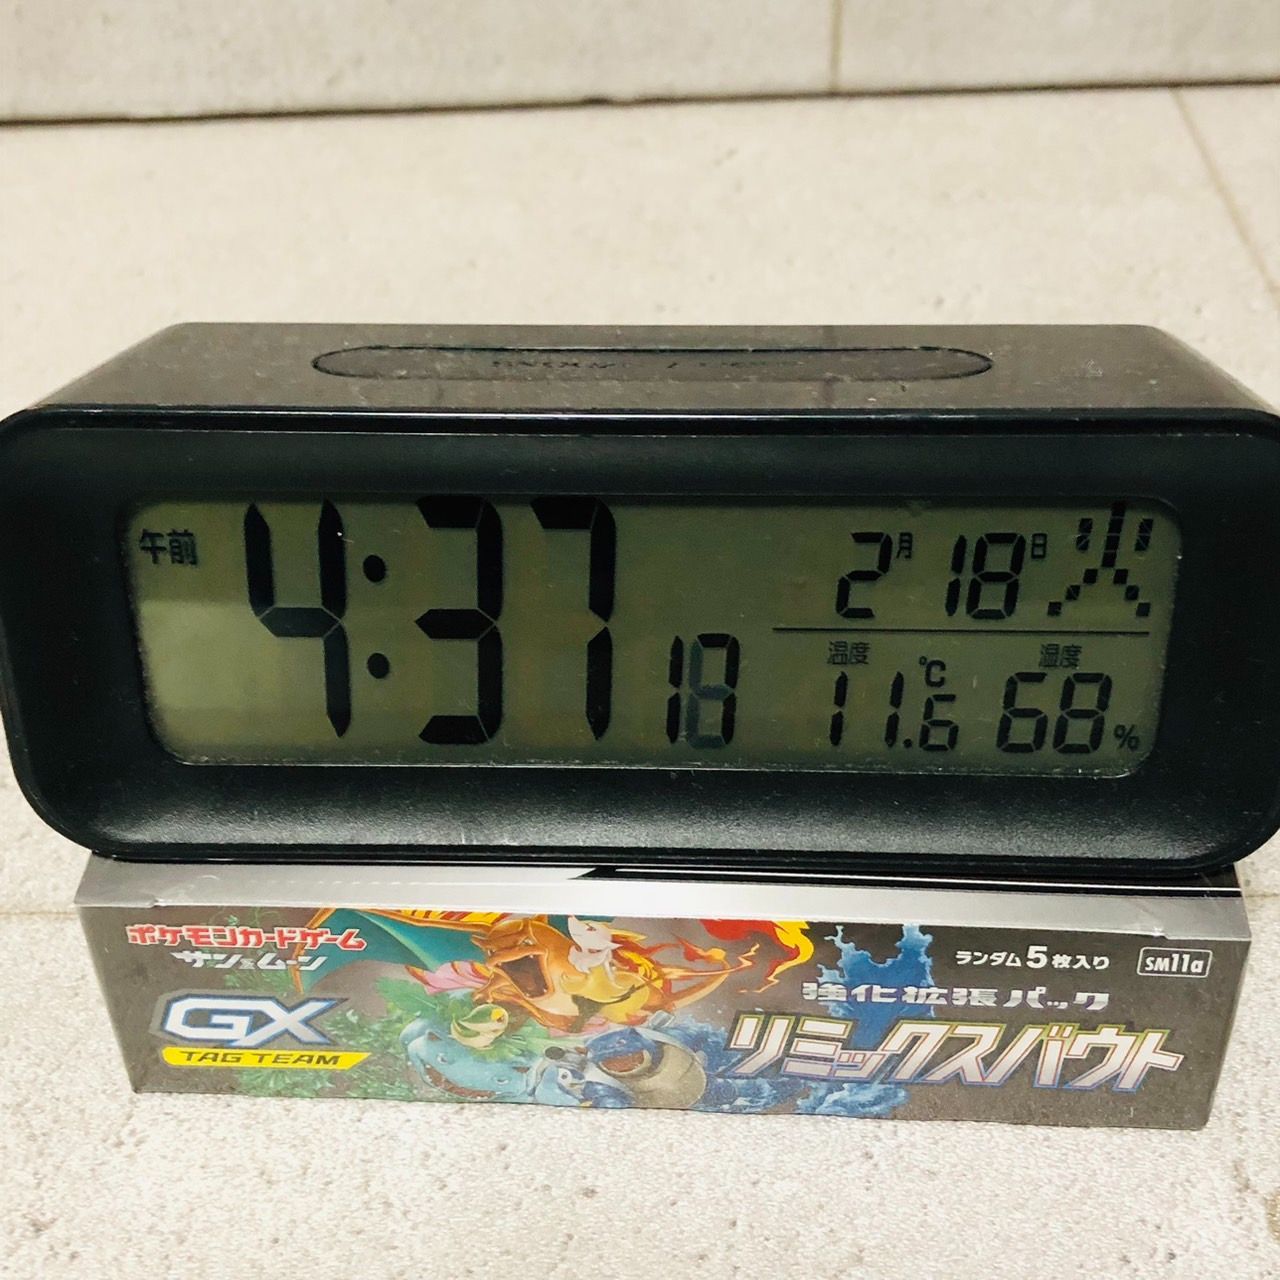 午前 4:37 18
2月 18日 火
温度 湿度
11.6℃ 68%
ポケモンカードゲーム
サン&ムーン
ランダム5枚入り SM11a
強化拡張パック
GX
TAG TEAM
リミックスバウト